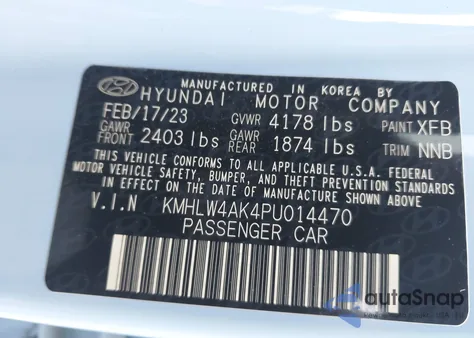 MANUFACTURED IN KOREA BY
HYUNDAI MOTOR COMPANY
FEB/17/23 GVWR 4178 lbs PAINT XFB
GAWR FRONT 2403 lbs GAWR REAR 1874 lbs TRIM NNB
THIS VEHICLE CONFORMS TO ALL APPLICABLE U.S.A. FEDERAL
MOTOR VEHICLE SAFETY, BUMPER, AND THEFT PREVENTION STANDARDS
IN EFFECT ON THE DATE OF MANUFACTURE SHOWN ABOVE.
V.I.N KMHLW4AK4PU014470
PASSENGER CAR
autaSnap